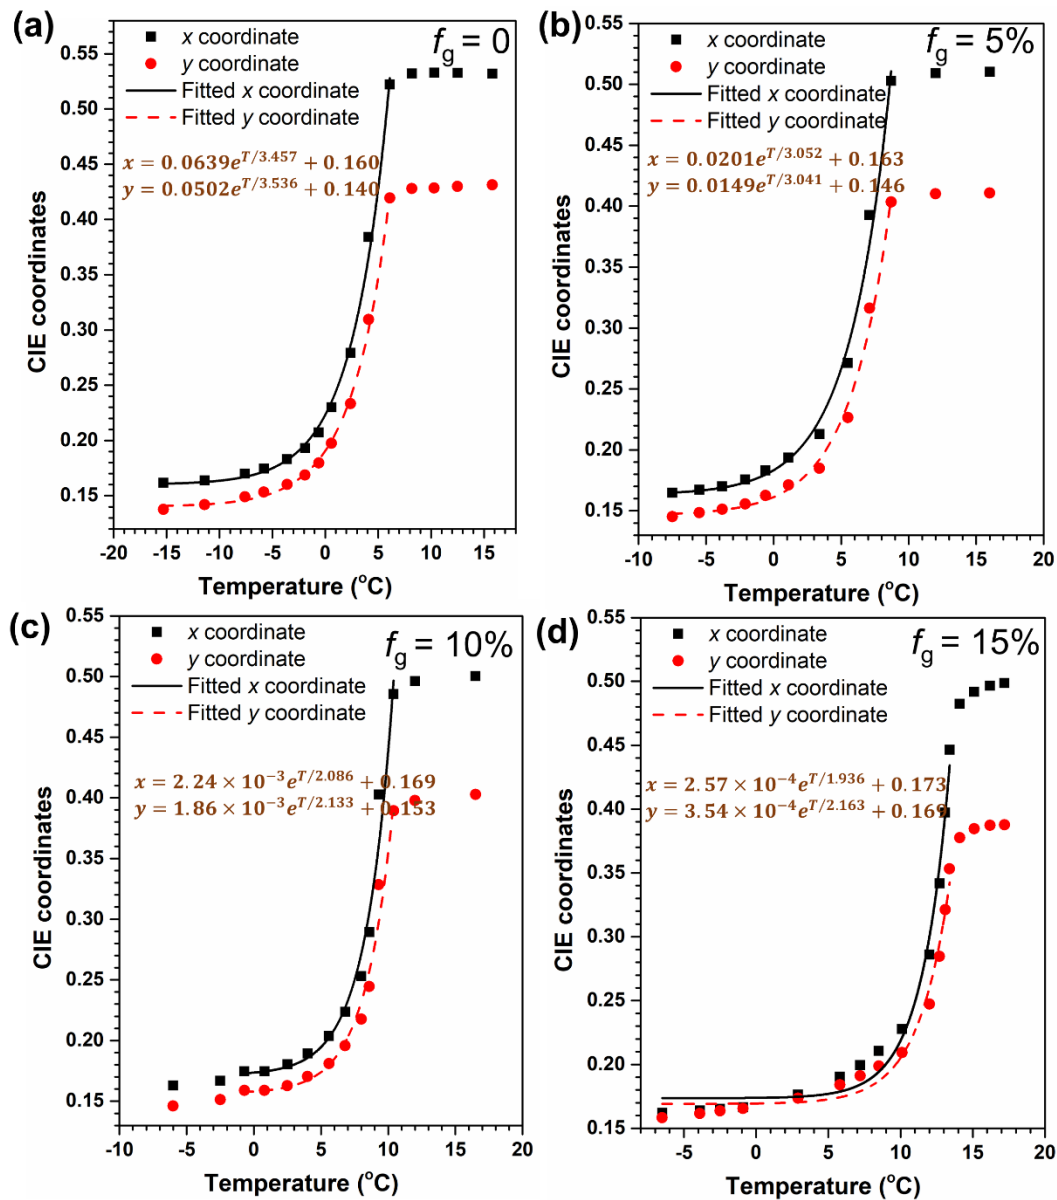 (a)
f_g = 0
x coordinate
y coordinate
Fitted x coordinate
Fitted y coordinate
x = 0.0639e^{T/3.457} + 0.160
y = 0.0502e^{T/3.536} + 0.140
CIE coordinates
0.55
0.50
0.45
0.40
0.35
0.30
0.25
0.20
0.15
-20 -15 -10 -5 0 5 10 15
Temperature (°C)
(b)
f_g = 5%
x coordinate
y coordinate
Fitted x coordinate
Fitted y coordinate
x = 0.0201e^{T/3.052} + 0.163
y = 0.0149e^{T/3.041} + 0.146
CIE coordinates
0.55
0.50
0.45
0.40
0.35
0.30
0.25
0.20
0.15
-10 -5 0 5 10 15 20
Temperature (°C)
(c)
f_g = 10%
x coordinate
y coordinate
Fitted x coordinate
Fitted y coordinate
x = 2.24 × 10^{-3}e^{T/2.086} + 0.169
y = 1.86 × 10^{-3}e^{T/2.133} + 0.153
CIE coordinates
0.55
0.50
0.45
0.40
0.35
0.30
0.25
0.20
0.15
-10 -5 0 5 10 15 20
Temperature (°C)
(d)
f_g = 15%
x coordinate
y coordinate
Fitted x coordinate
Fitted y coordinate
x = 2.57 × 10^{-4}e^{T/1.936} + 0.173
y = 3.54 × 10^{-4}e^{T/2.163} + 0.169
CIE coordinates
0.55
0.50
0.45
0.40
0.35
0.30
0.25
0.20
0.15
-5 0 5 10 15 20
Temperature (°C)